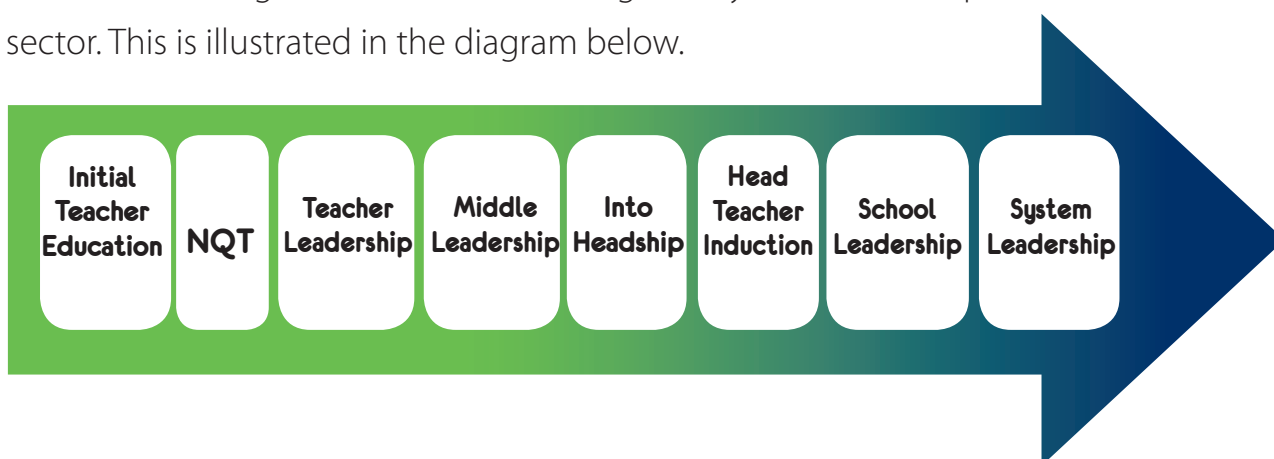 sector. This is illustrated in the diagram below.
Initial
Teacher
Education
NQT
Teacher
Leadership
Middle
Leadership
Into
Headship
Head
Teacher
Induction
School
Leadership
System
Leadership